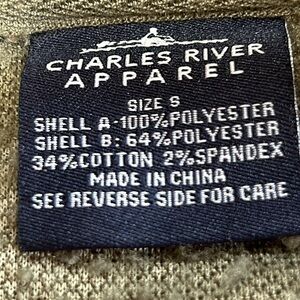 CHARLES RIVER
APPAREL
SIZE S
SHELL A-100%POLYESTER
SHELL B: 64%POLYESTER
34%COTTON 2%SPANDEX
MADE IN CHINA
SEE REVERSE SIDE FOR CARE